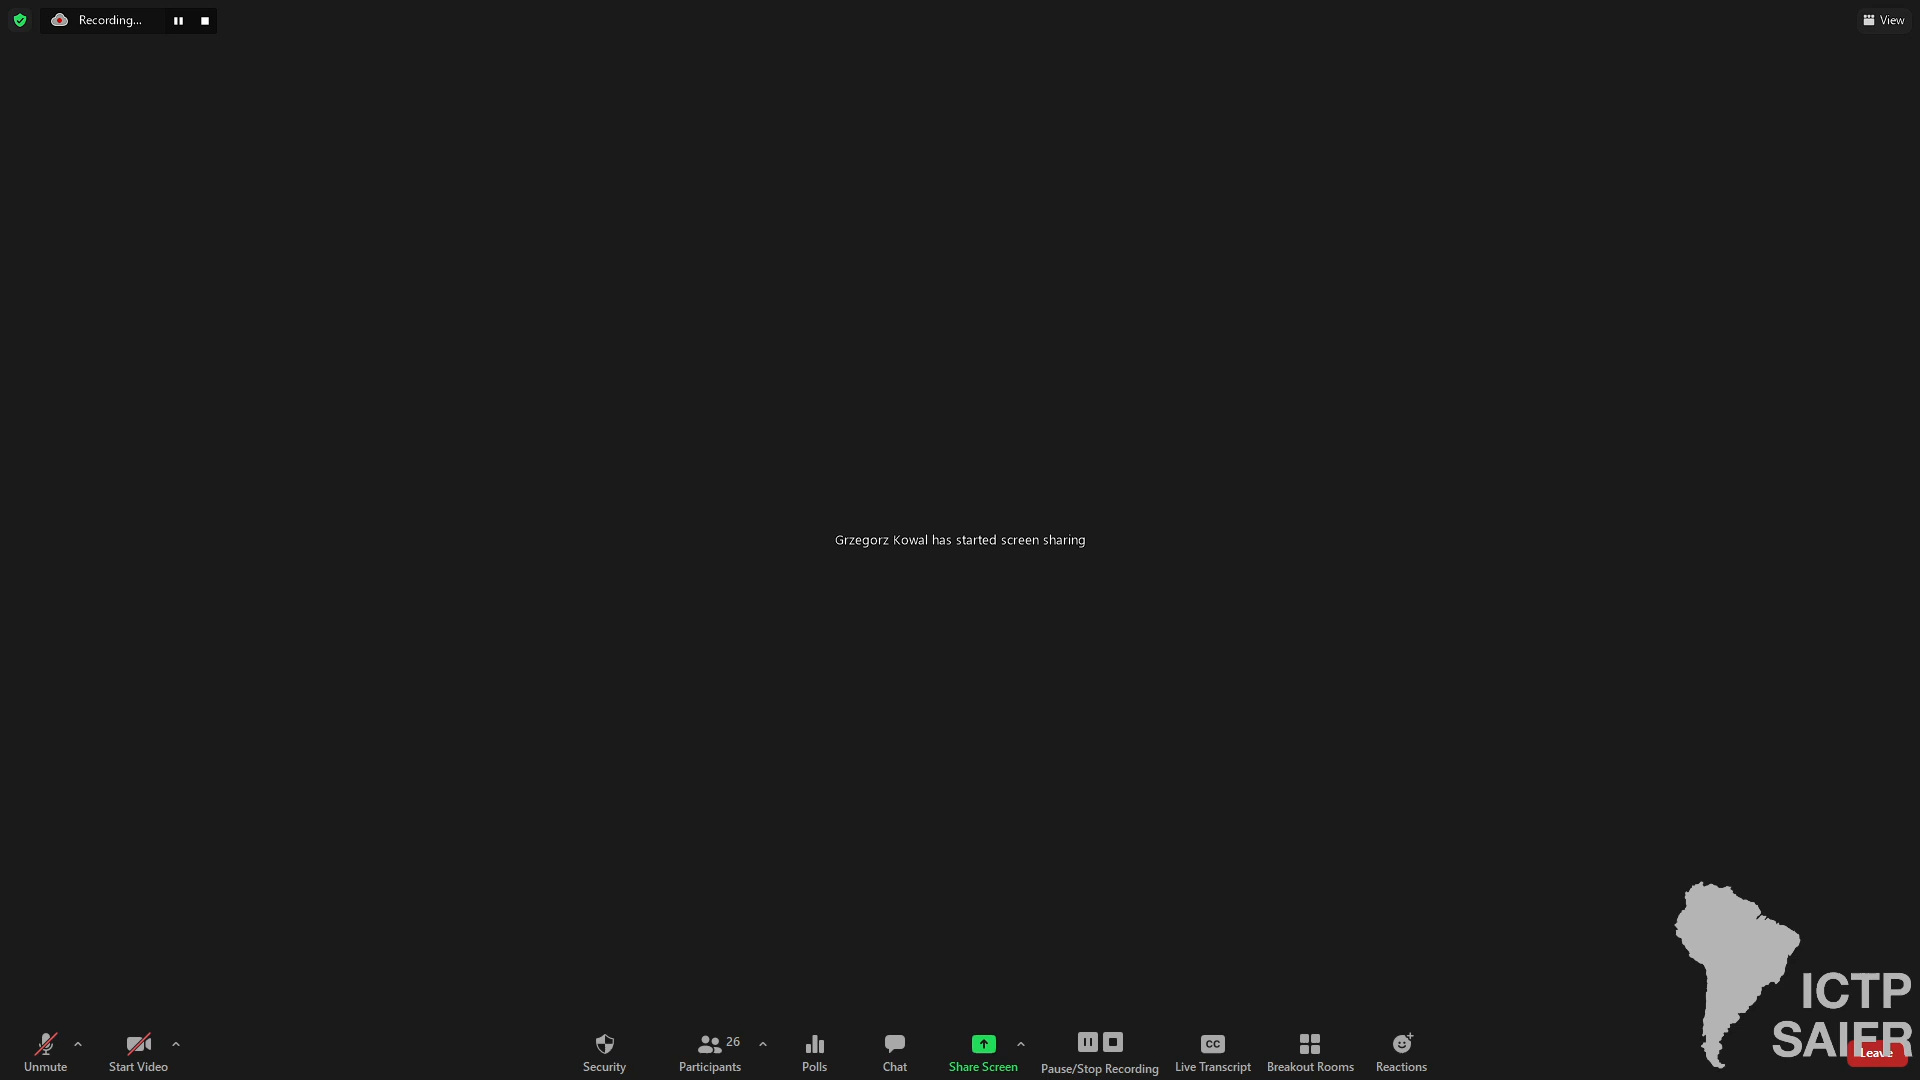 Recording...
View
Grzegorz Kowal has started screen sharing
ICTP
SAIFR
Unmute
Start Video
Security
Participants
26
Polls
Chat
Share Screen
Pause/Stop Recording
CC
Live Transcript
Breakout Rooms
Reactions
Leave